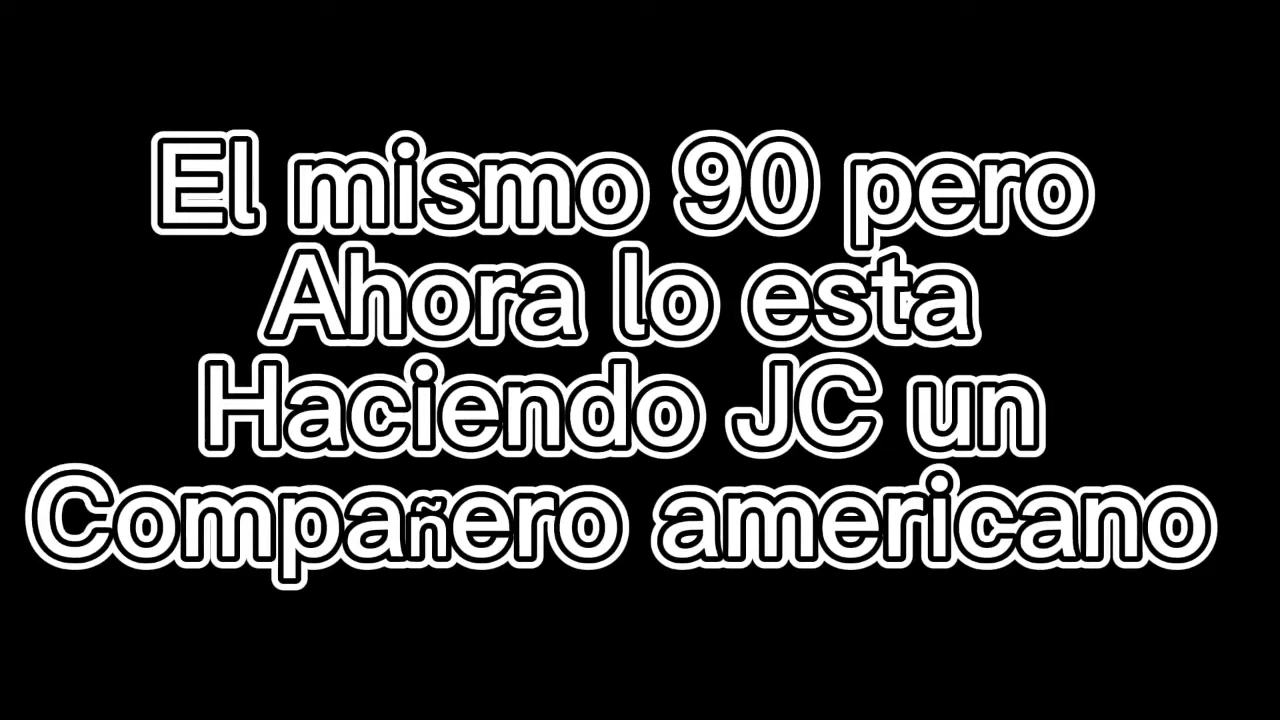 El mismo 90 pero
Ahora lo esta
Haciendo JC un
Compañero americano